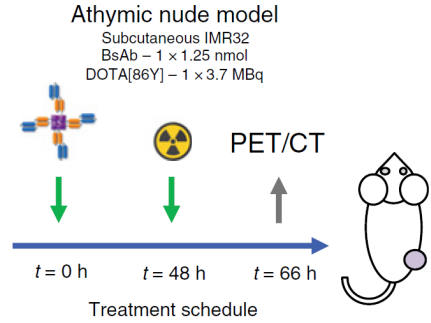 Athymic nude model
Subcutaneous IMR32
BsAb – 1 × 1.25 nmol
DOTA[86Y] – 1 × 3.7 MBq
PET/CT
t = 0 h
t = 48 h
t = 66 h
Treatment schedule